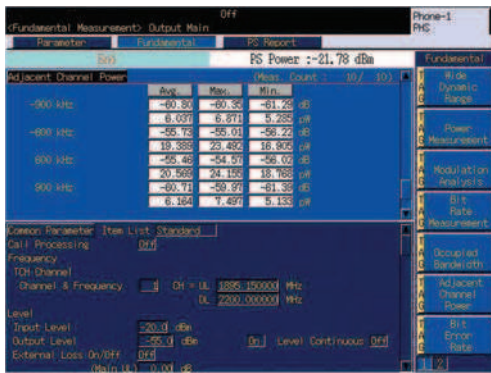 Off
Phone-1
PHS
<Fundamental Measurement> Output Main
Parameter Fundamental PS Report
End PS Power :-21.78 dBm
Fundamental
Adjacent Channel Power (Meas. Count : 10/ 10)
Avg. Max. Min.
-900 kHz -60.80 -60.35 -61.29 dB
6.037 6.871 5.285 pW
-600 kHz -55.73 -55.01 -56.22 dB
19.389 23.492 16.905 pW
600 kHz -55.46 -54.57 -56.02 dB
20.569 24.155 18.768 pW
900 kHz -60.71 -59.97 -61.39 dB
6.164 7.497 5.133 pW
Wide Dynamic Range
Power Measurement
Modulation Analysis
Bit Rate Measurement
Occupied Bandwidth
Adjacent Channel Power
Bit Error Rate
1 2
Common Parameter Item List Standard
Call Processing Off
Frequency
TCH Channel
Channel & Frequency 1 CH = UL 1895.150000 MHz
DL 2200.000000 MHz
Level
Input Level -20.0 dBm
Output Level -55.0 dBm On Level Continuous Off
External Loss On/Off Off
(Main UL) 0.00 dB